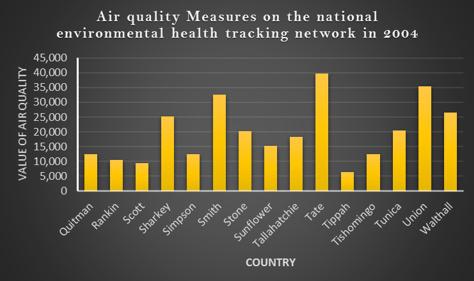 Air quality Measures on the national
environmental health tracking network in 2004
VALUE OF AIR QUALITY
45,000
40,000
35,000
30,000
25,000
20,000
15,000
10,000
5,000
0
Quitman
Rankin
Scott
Sharkey
Simpson
Smith
Stone
Sunflower
Tallahatchie
Tate
Tippah
Tishomingo
Tunica
Union
Walthall
COUNTRY